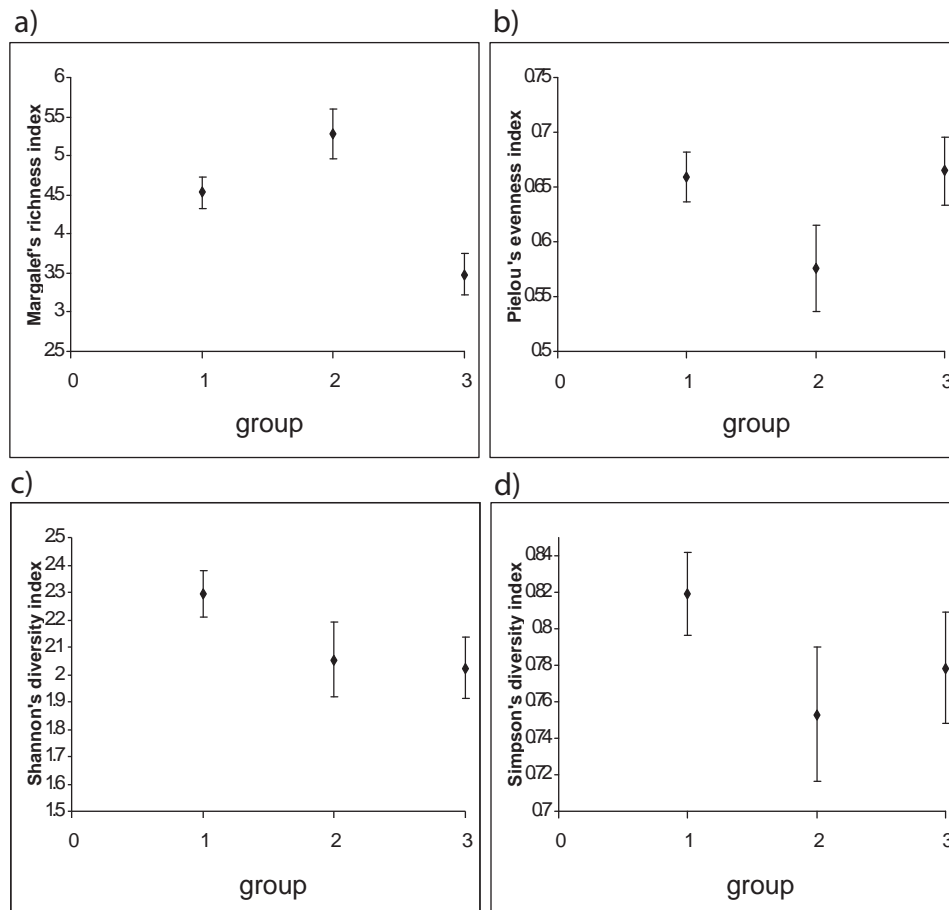 a)
Margalef's richness index
6
5.5
5
4.5
4
3.5
3
2.5
0 1 2 3
group
b)
Pielou's evenness index
0.75
0.7
0.65
0.6
0.55
0.5
0 1 2 3
group
c)
Shannon's diversity index
2.5
2.4
2.3
2.2
2.1
2
1.9
1.8
1.7
1.6
1.5
0 1 2 3
group
d)
Simpson's diversity index
0.84
0.82
0.8
0.78
0.76
0.74
0.72
0.7
0 1 2 3
group